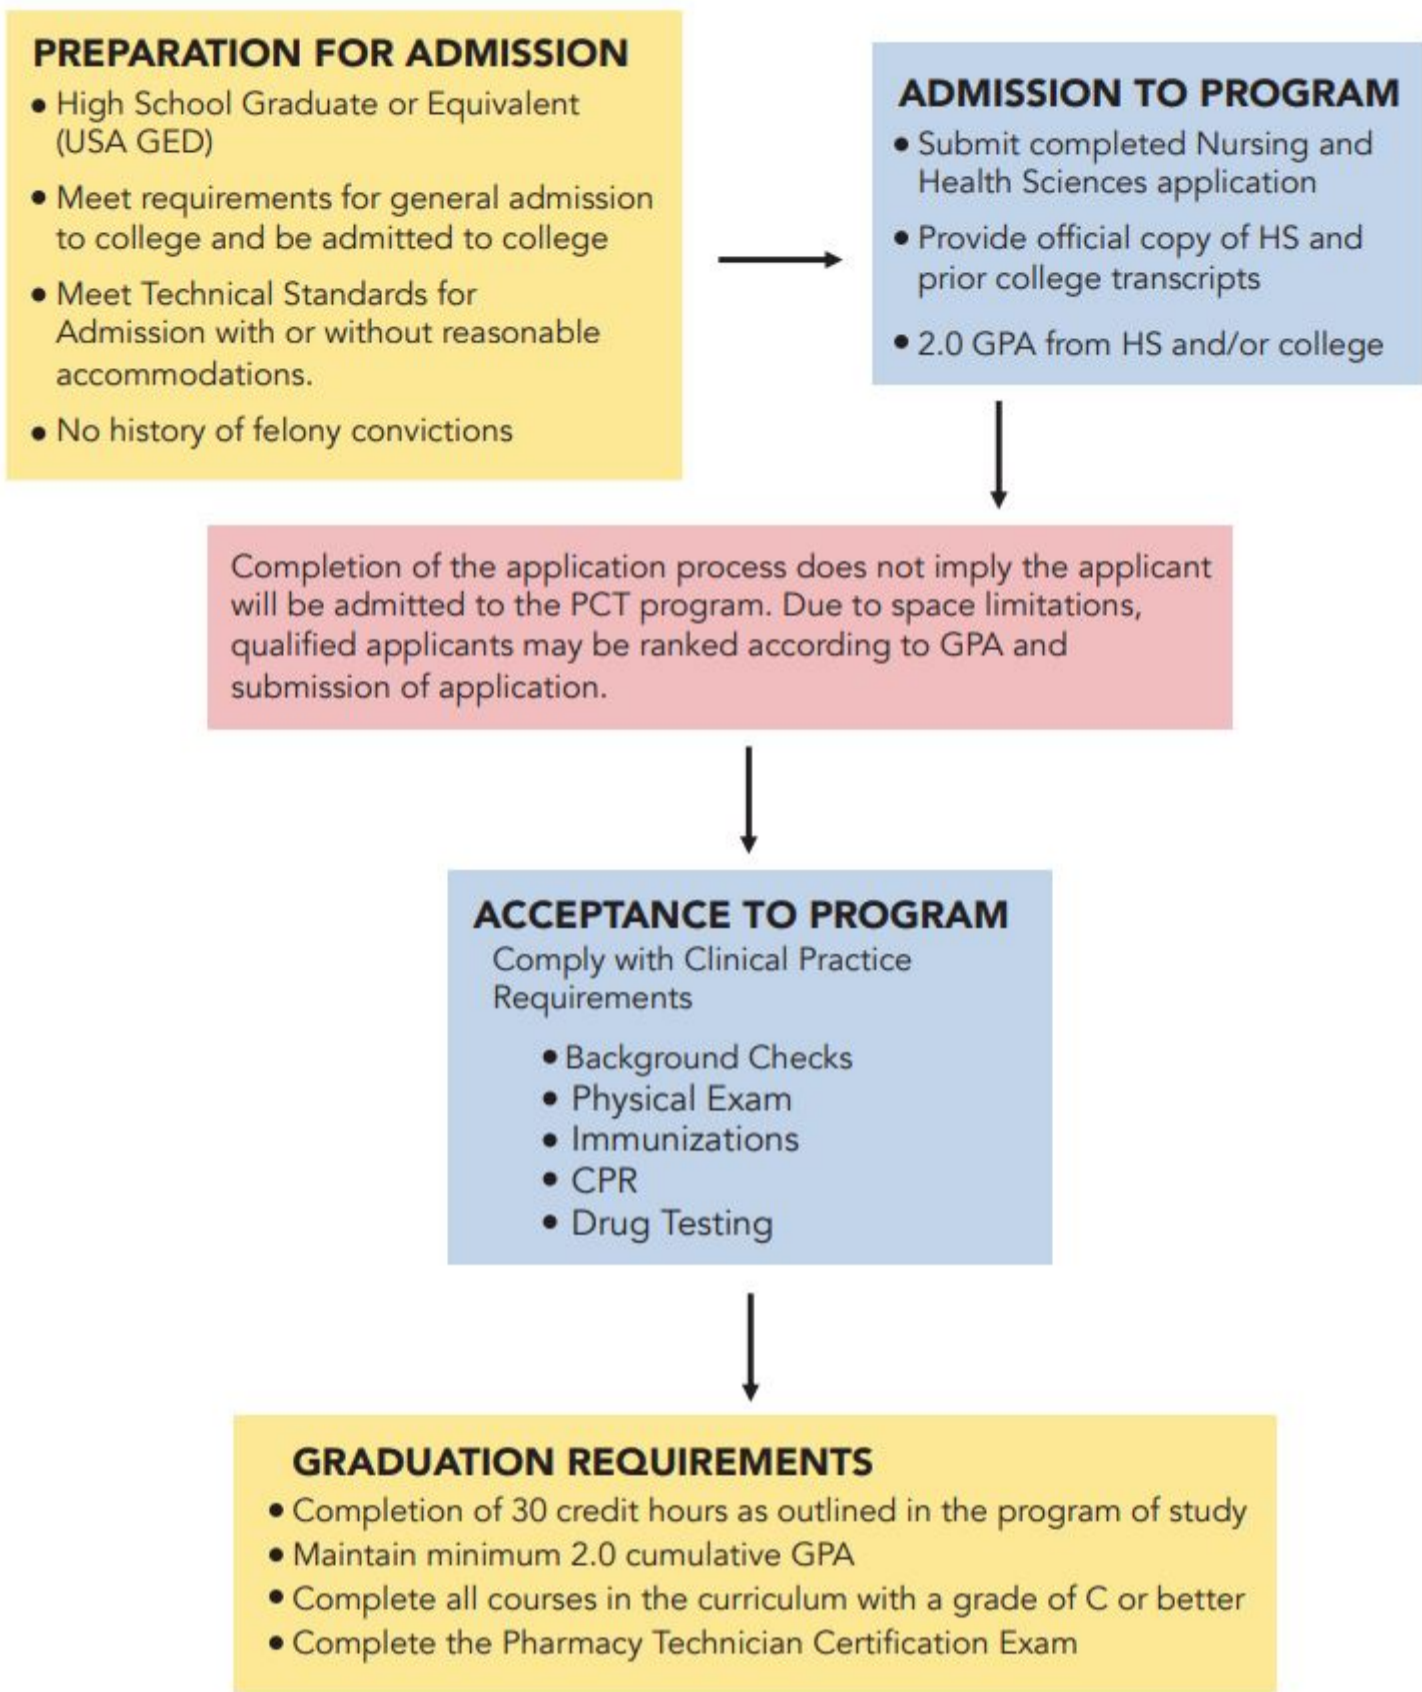 PREPARATION FOR ADMISSION
• High School Graduate or Equivalent
(USA GED)
• Meet requirements for general admission
to college and be admitted to college
• Meet Technical Standards for
Admission with or without reasonable
accommodations.
• No history of felony convictions
ADMISSION TO PROGRAM
• Submit completed Nursing and
Health Sciences application
• Provide official copy of HS and
prior college transcripts
• 2.0 GPA from HS and/or college
Completion of the application process does not imply the applicant
will be admitted to the PCT program. Due to space limitations,
qualified applicants may be ranked according to GPA and
submission of application.
ACCEPTANCE TO PROGRAM
Comply with Clinical Practice
Requirements
• Background Checks
• Physical Exam
• Immunizations
• CPR
• Drug Testing
GRADUATION REQUIREMENTS
• Completion of 30 credit hours as outlined in the program of study
• Maintain minimum 2.0 cumulative GPA
• Complete all courses in the curriculum with a grade of C or better
• Complete the Pharmacy Technician Certification Exam